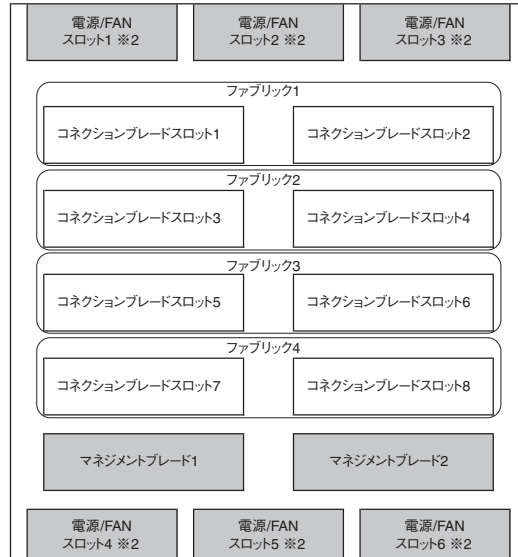 電源/FAN
スロット1 ※2
電源/FAN
スロット2 ※2
電源/FAN
スロット3 ※2
ファブリック1
コネクションブレードスロット1
コネクションブレードスロット2
ファブリック2
コネクションブレードスロット3
コネクションブレードスロット4
ファブリック3
コネクションブレードスロット5
コネクションブレードスロット6
ファブリック4
コネクションブレードスロット7
コネクションブレードスロット8
マネジメントブレード1
マネジメントブレード2
電源/FAN
スロット4 ※2
電源/FAN
スロット5 ※2
電源/FAN
スロット6 ※2